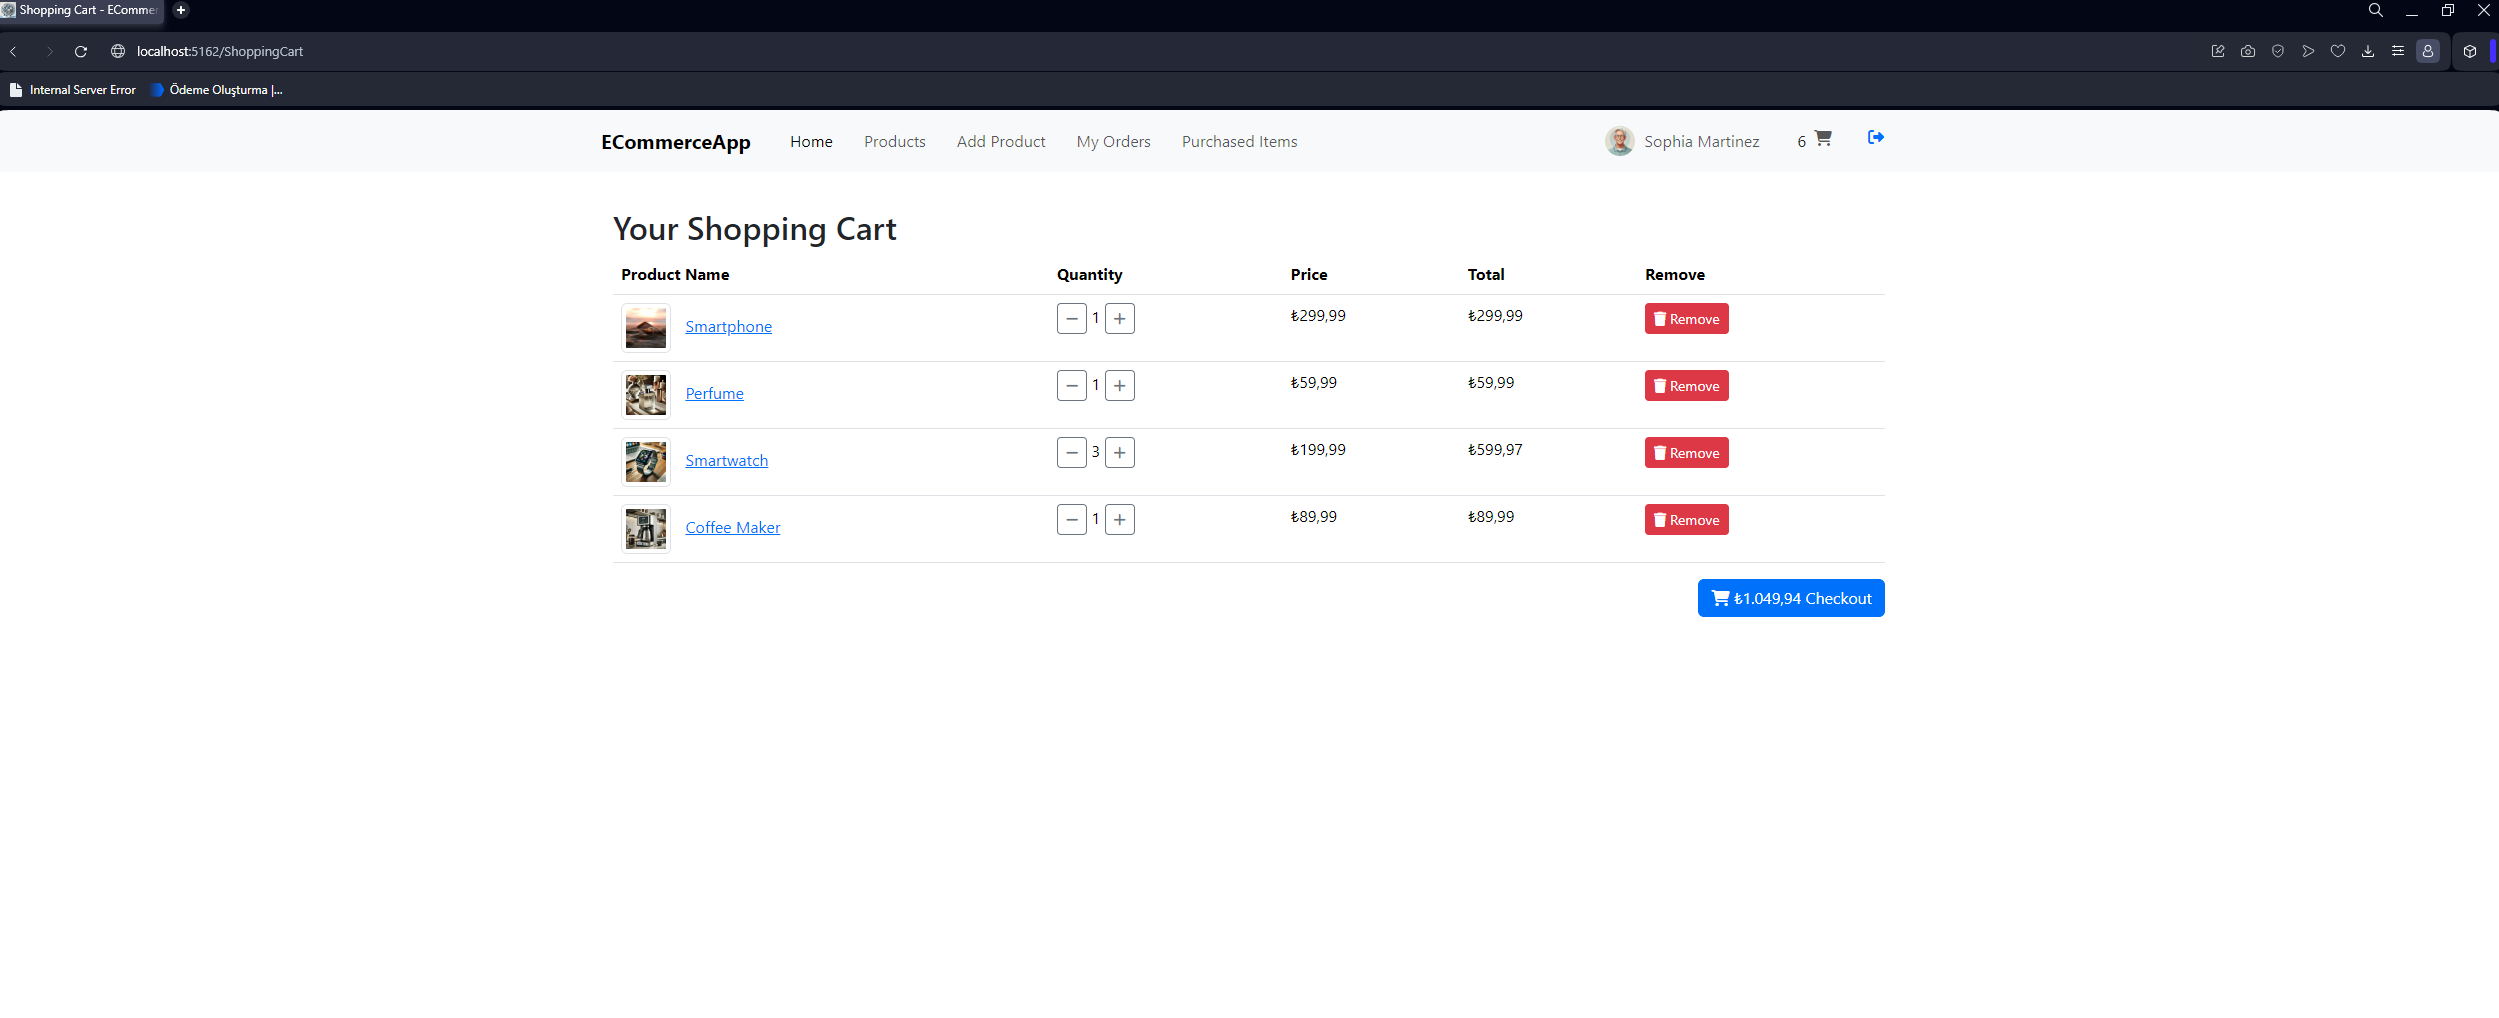 Shopping Cart - ECommer
localhost:5162/ShoppingCart
Internal Server Error Ödeme Oluşturma |...
ECommerceApp Home Products Add Product My Orders Purchased Items Sophia Martinez 6
Your Shopping Cart
Product Name Quantity Price Total Remove
Smartphone 1 ₺299,99 ₺299,99 Remove
Perfume 1 ₺59,99 ₺59,99 Remove
Smartwatch 3 ₺199,99 ₺599,97 Remove
Coffee Maker 1 ₺89,99 ₺89,99 Remove
₺1.049,94 Checkout